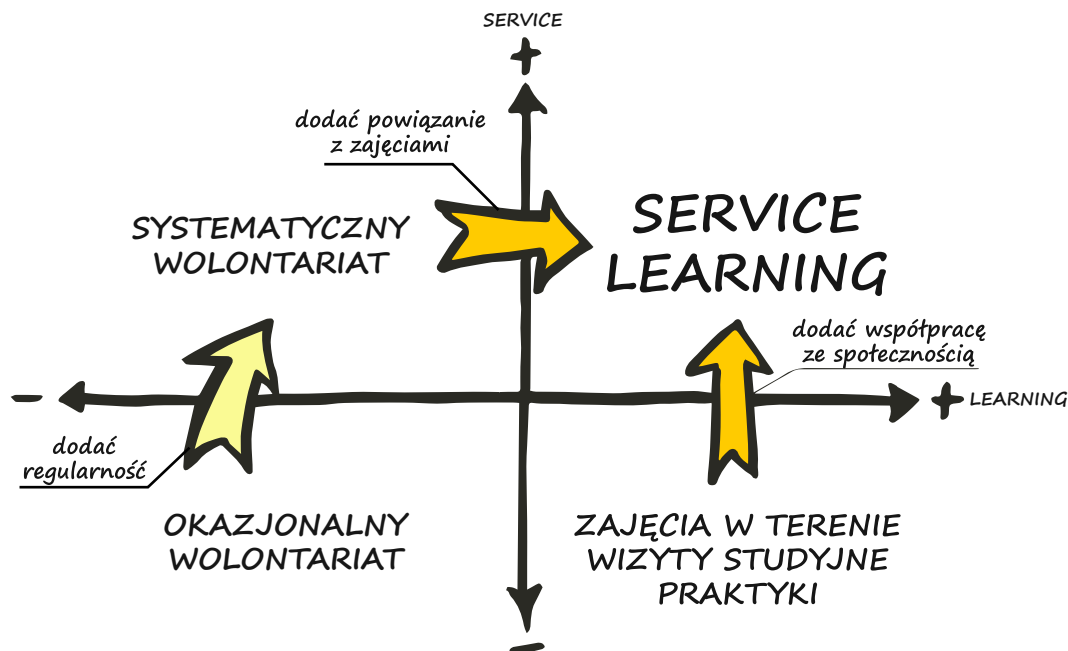 SERVICE
+
dodać powiązanie
z zajęciami
SYSTEMATYCZNY
WOLONTARIAT
SERVICE
LEARNING
dodać współpracę
ze społecznością
-
+ LEARNING
dodać
regularność
OKAZJONALNY
WOLONTARIAT
ZAJĘCIA W TERENIE
WIZYTY STUDYJNE
PRAKTYKI
-